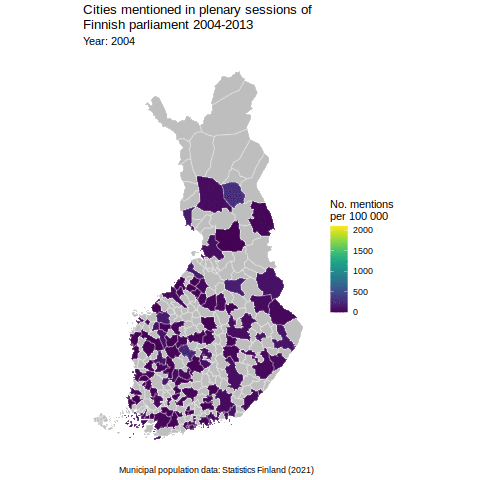 Cities mentioned in plenary sessions of
Finnish parliament 2004-2013
Year: 2004
No. mentions
per 100 000
2000
1500
1000
500
0
Municipal population data: Statistics Finland (2021)